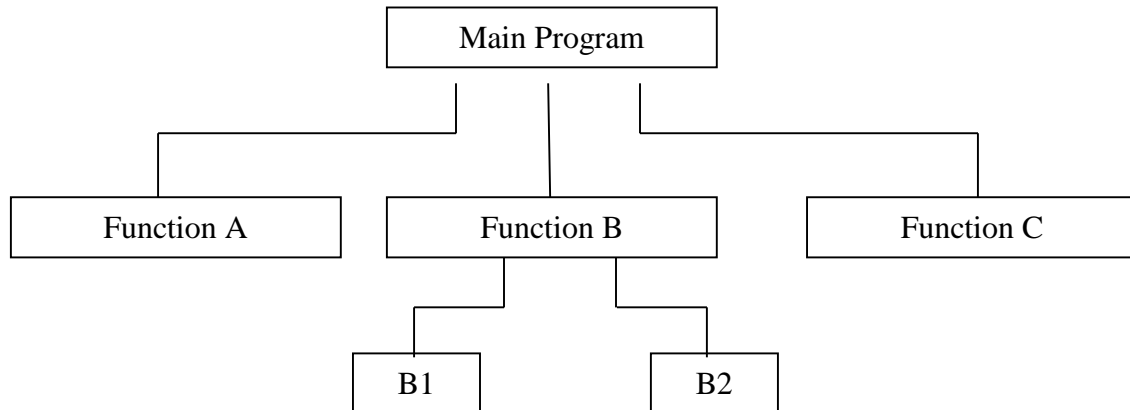 Main Program
Function A
Function B
Function C
B1
B2